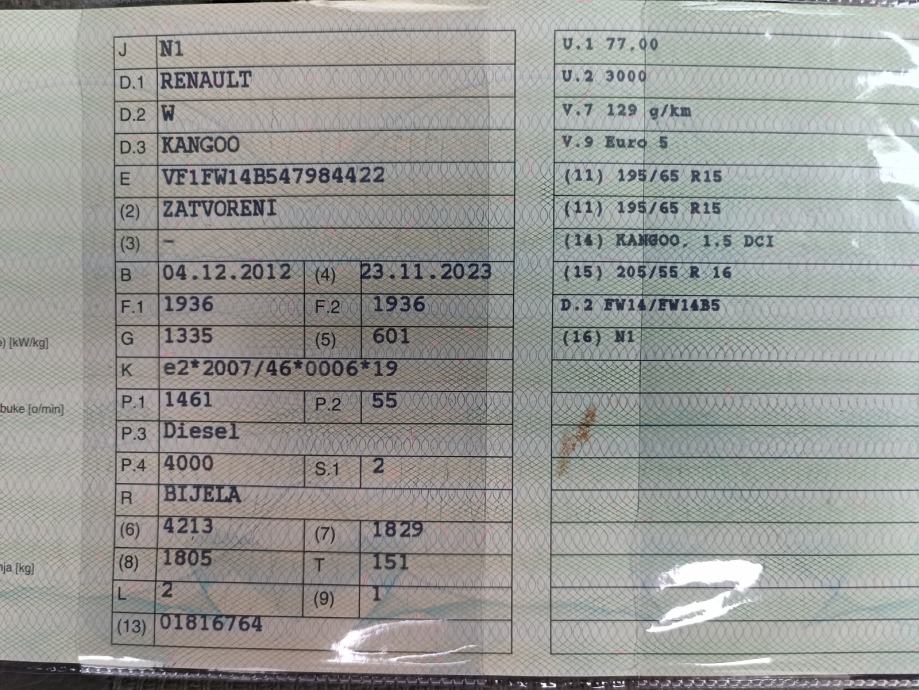 J N1
D.1 RENAULT
D.2 W
D.3 KANGOO
E VF1FW14B547984422
(2) ZATVORENI
(3) -
B 04.12.2012 (4) 23.11.2023
F.1 1936 F.2 1936
) [kW/kg] G 1335 (5) 601
K e2*2007/46*0006*19
buke [o/min] P.1 1461 P.2 55
P.3 Diesel
P.4 4000 S.1 2
R BIJELA
(6) 4213 (7) 1829
nja [kg] (8) 1805 T 151
L 2 (9) 1
(13) 01816764
U.1 77,00
U.2 3000
V.7 129 g/km
V.9 Euro 5
(11) 195/65 R15
(11) 195/65 R15
(14) KANGOO, 1.5 DCI
(15) 205/55 R 16
D.2 FW14/FW14B5
(16) N1